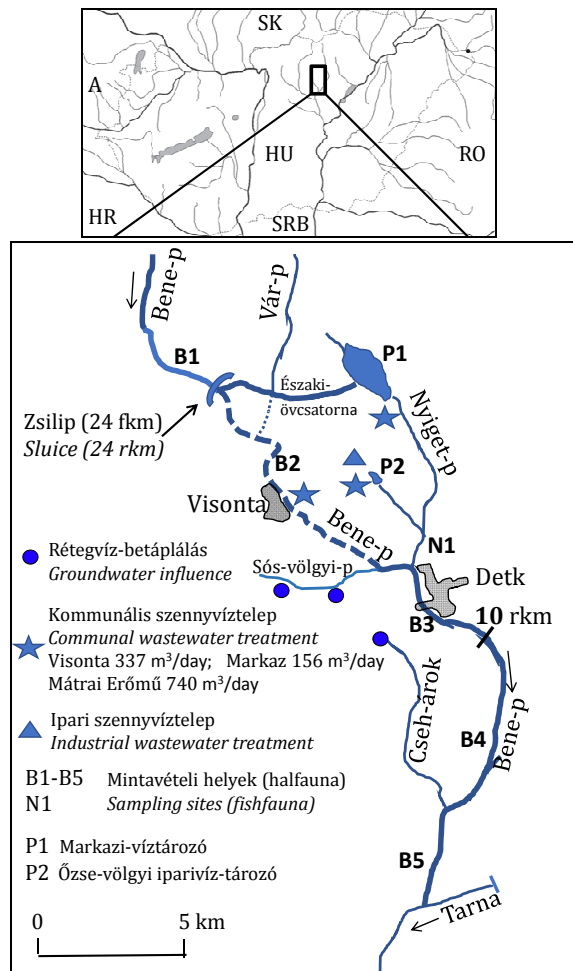 SK
A
HU
RO
HR
SRB
Bene-p
Vár-p
B1
P1
Északi-
övcsatorna
Zsilip (24 fkm)
Sluice (24 rkm)
Nyiget-p
B2
P2
Visonta
Bene-p
N1
Sós-völgyi-p
Detk
Rétegvíz-betáplálás
Groundwater influence
B3
10 rkm
Kommunális szennyvíztelep
Communal wastewater treatment
Visonta 337 m³/day; Markaz 156 m³/day
Mátrai Erőmű 740 m³/day
Cseh-árok
Ipari szennyvíztelep
Industrial wastewater treatment
B4
Bene-p
B1-B5 Mintavételi helyek (halfauna)
N1 Sampling sites (fishfauna)
P1 Markazi-víztározó
P2 Őzse-völgyi iparivíz-tározó
B5
0 5 km
Tarna